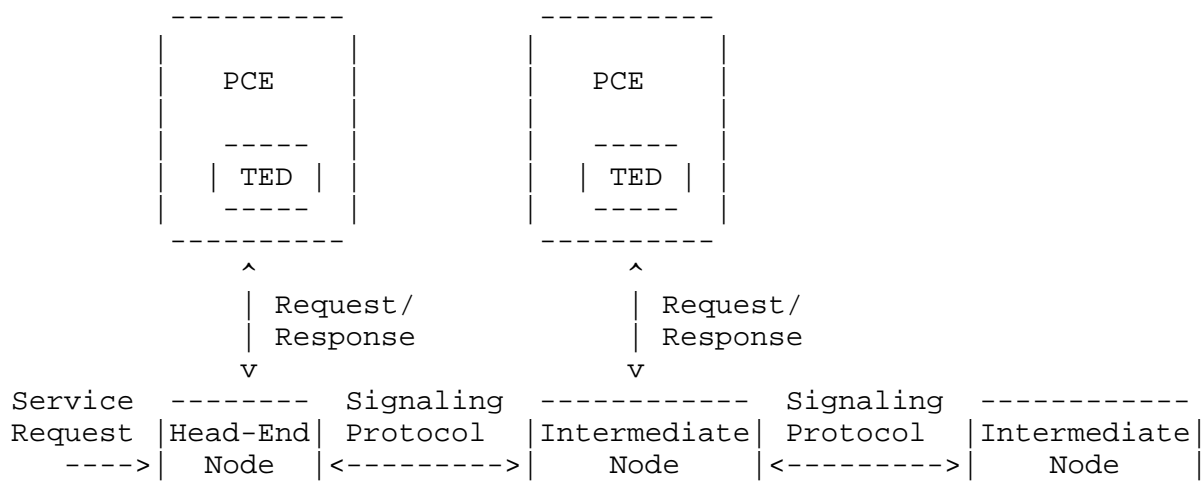 PCE PCE
TED TED
Request/ Request/
Response Response
Service Signaling Signaling
Request Head-End Protocol Intermediate Protocol Intermediate
Node Node Node